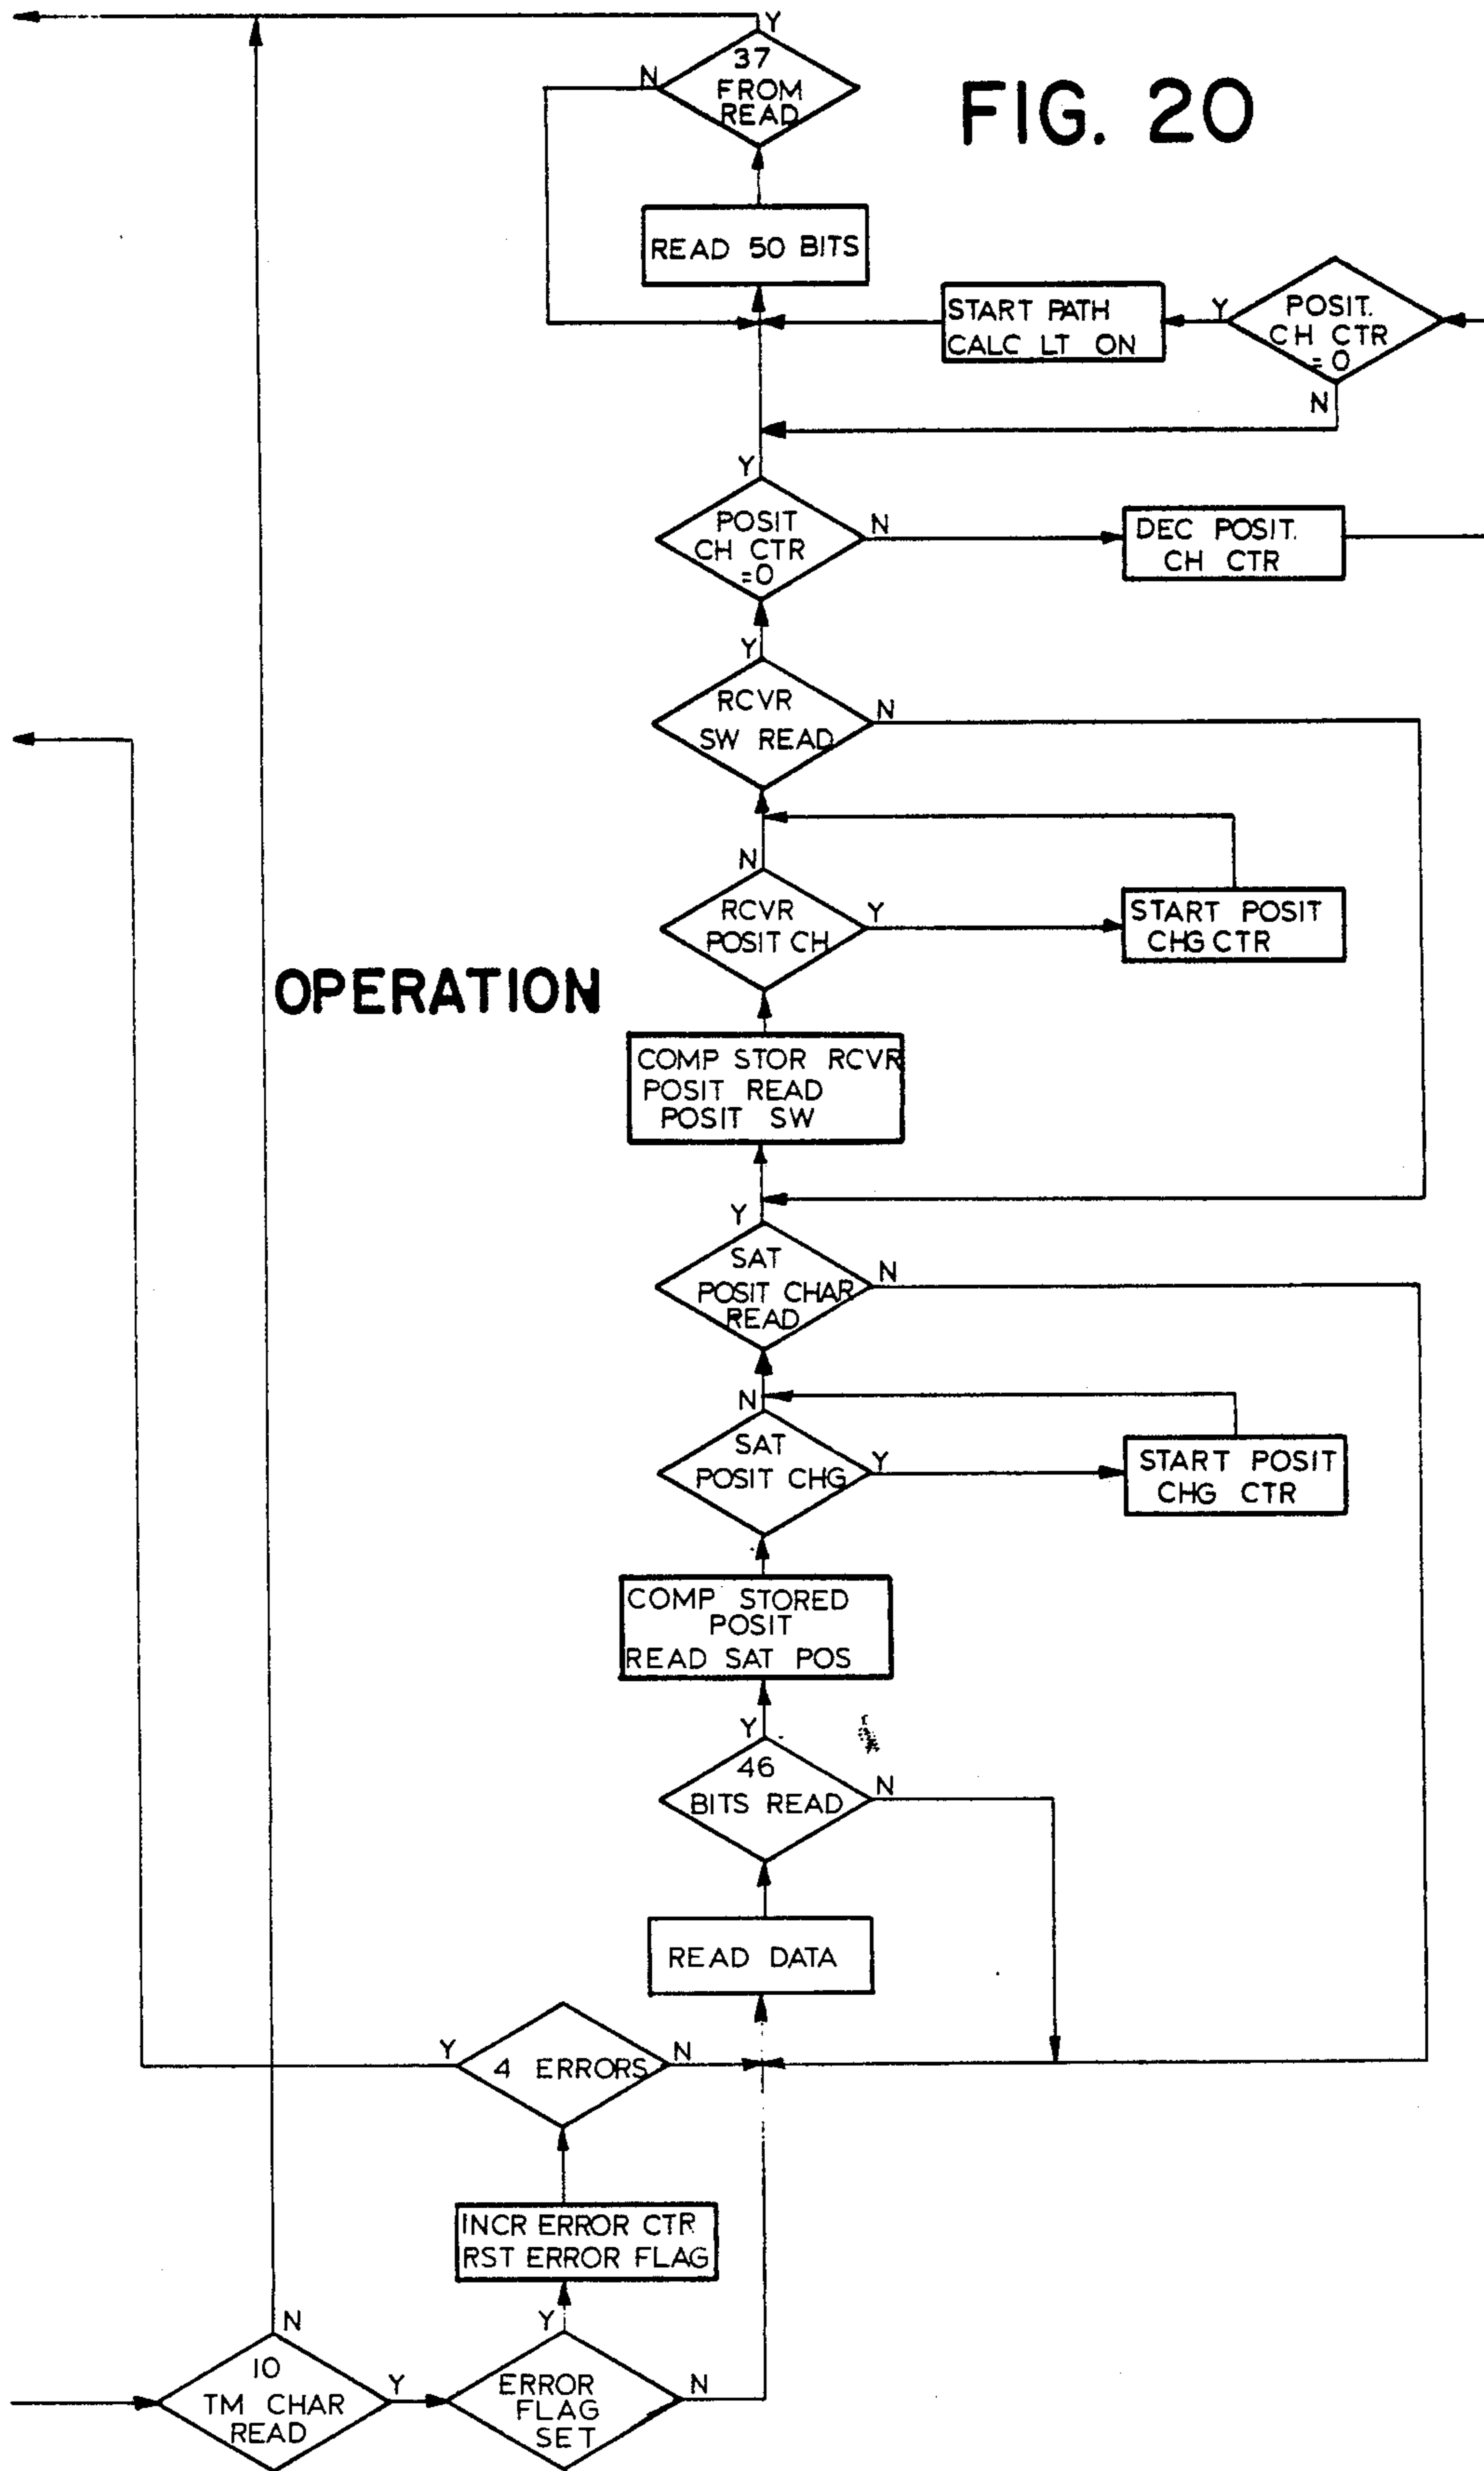 Y
37
N
FROM
READ
FIG. 20
READ 50 BITS
START PATH
CALC LT ON
Y
POSIT.
CH CTR
=0
N
Y
POSIT
CH CTR
=0
N
DEC POSIT.
CH CTR
Y
RCVR
SW READ
N
N
RCVR
POSIT CH
Y
START POSIT
CHG CTR
OPERATION
COMP STOR RCVR
POSIT READ
POSIT SW
Y
SAT
POSIT CHAR
READ
N
N
SAT
POSIT CHG
Y
START POSIT
CHG CTR
COMP STORED
POSIT
READ SAT POS
Y
46
BITS READ
N
READ DATA
Y
4 ERRORS
N
INCR ERROR CTR
RST ERROR FLAG
N
Y
10
TM CHAR
READ
Y
ERROR
FLAG
SET
N